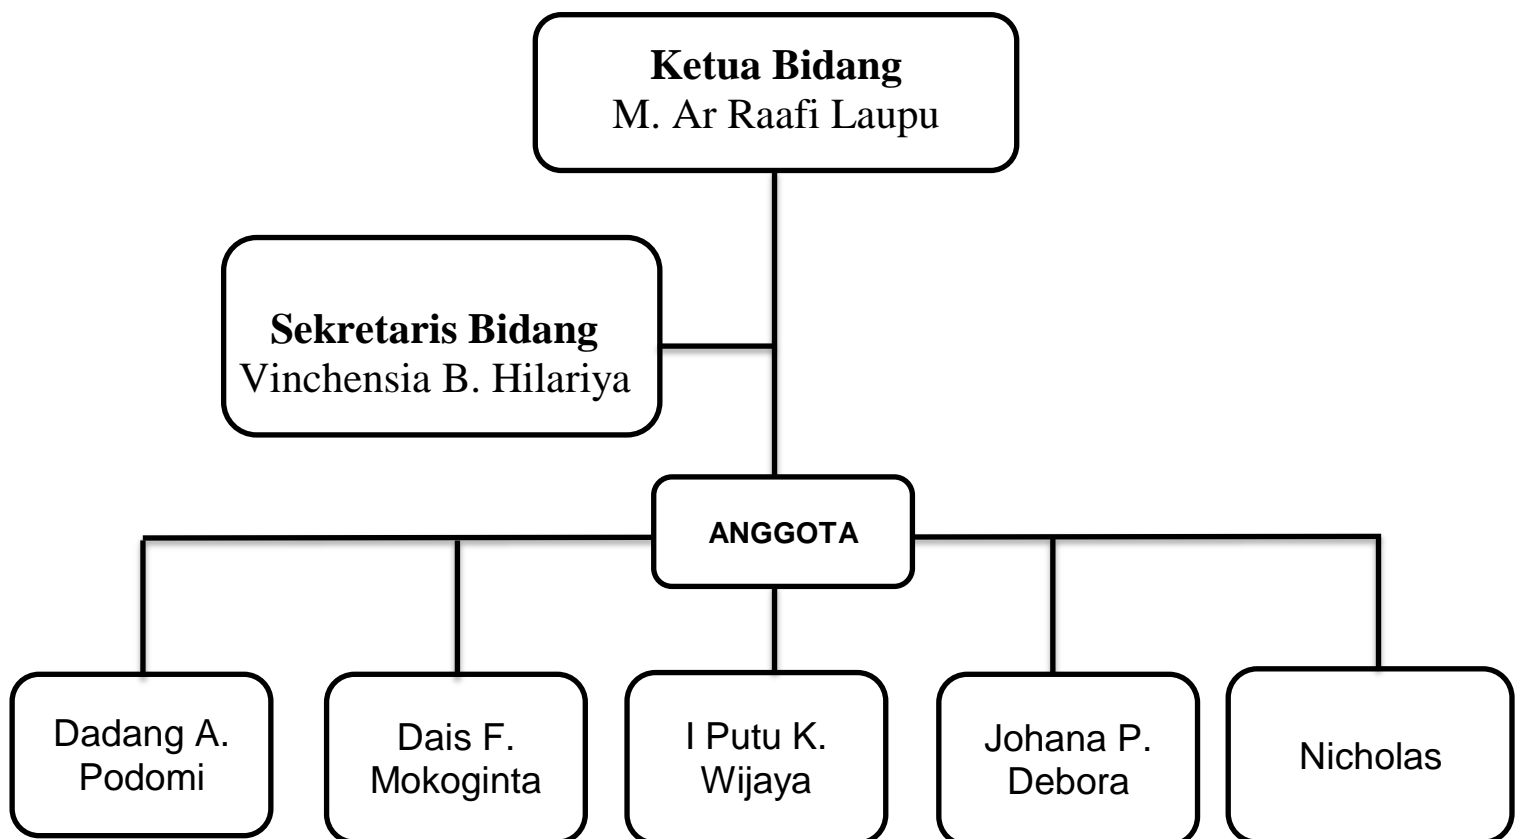 Ketua Bidang
M. Ar Raafi Laupu
Sekretaris Bidang
Vinchensia B. Hilariya
ANGGOTA
Dadang A.
Podomi
Dais F.
Mokoginta
I Putu K.
Wijaya
Johana P.
Debora
Nicholas